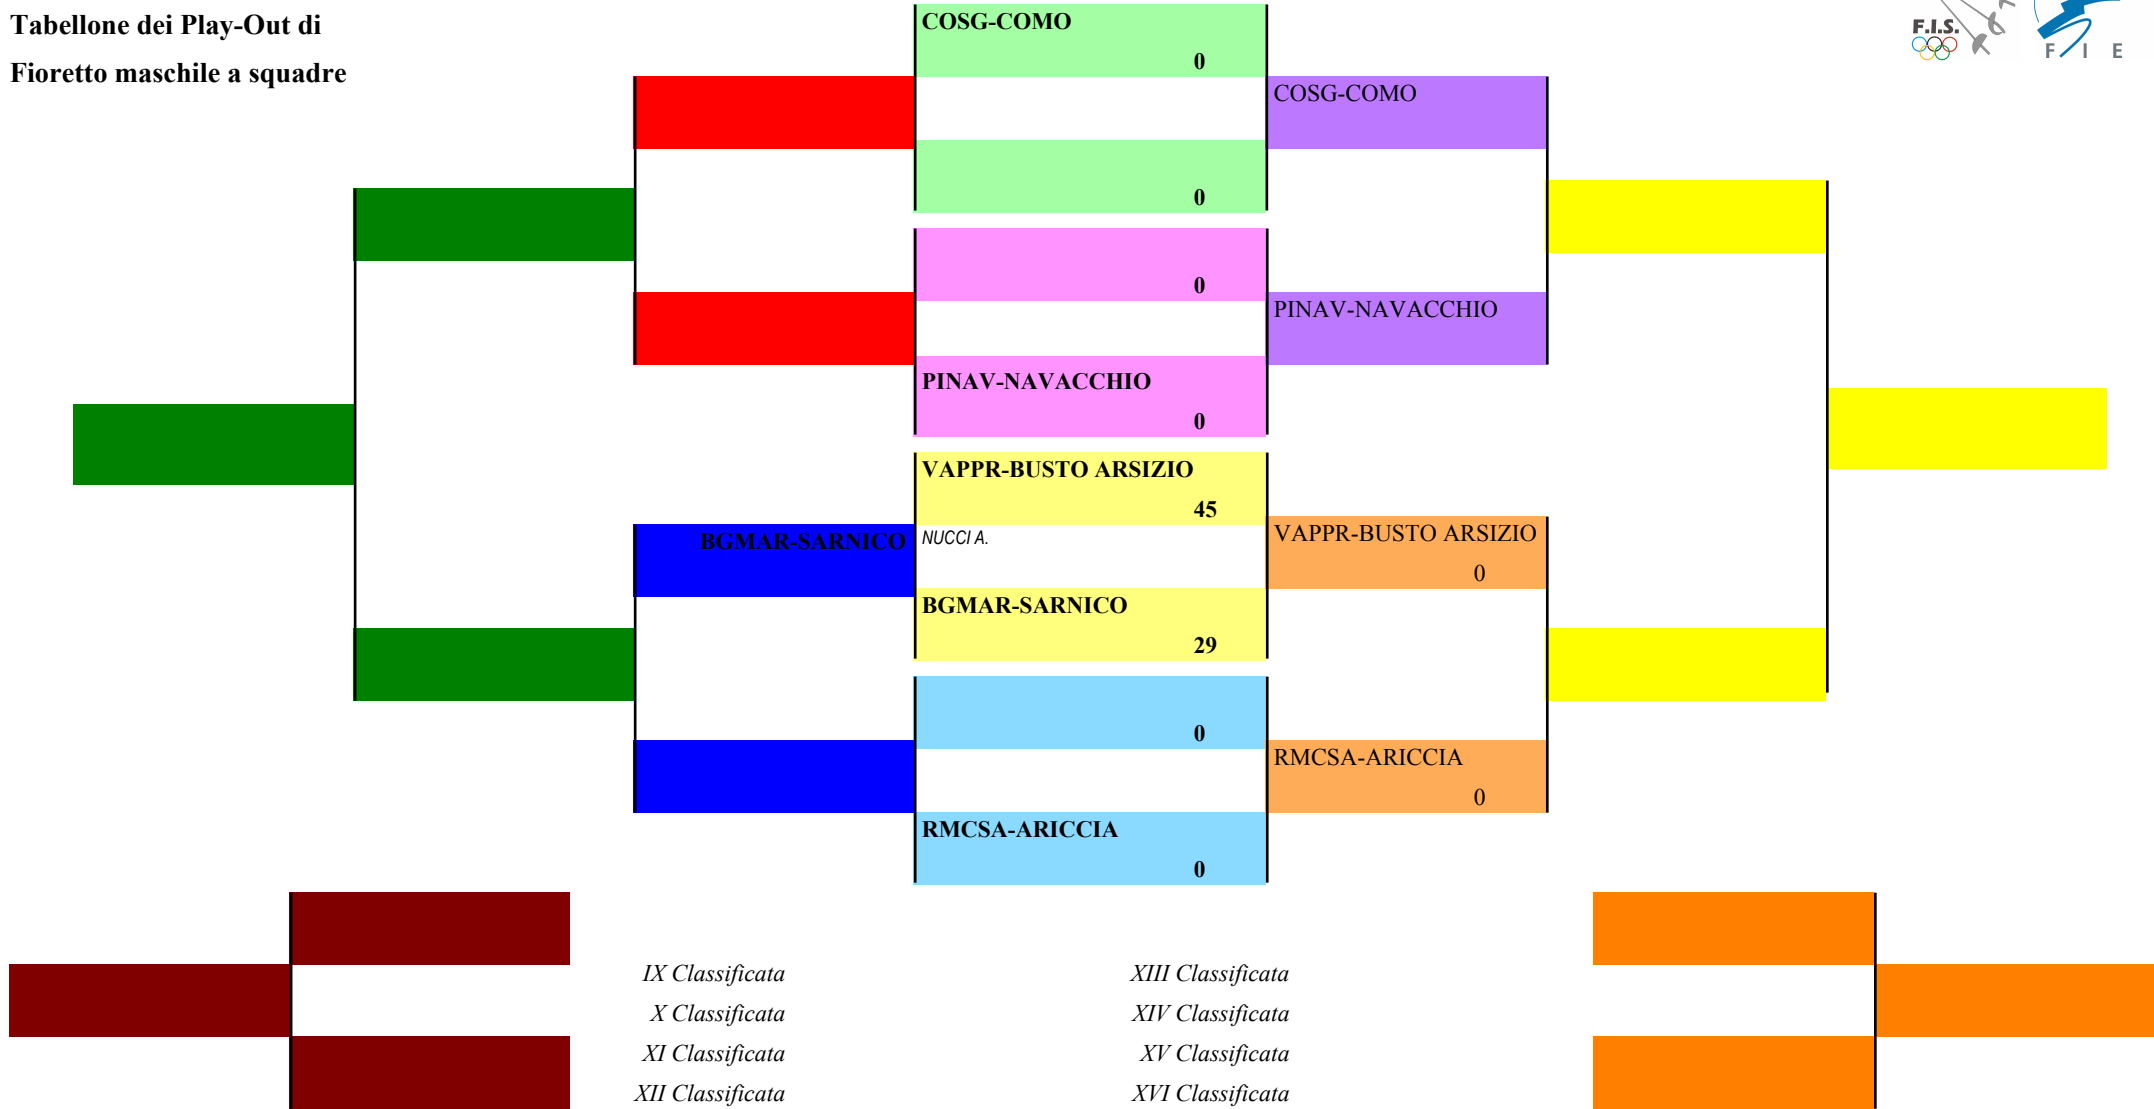 Tabellone dei Play-Out di
Fioretto maschile a squadre
F.I.S.
F I E
COSG-COMO
0
COSG-COMO
0
0
PINAV-NAVACCHIO
PINAV-NAVACCHIO
0
VAPPR-BUSTO ARSIZIO
45
BGMAR-SARNICO
NUCCI A.
VAPPR-BUSTO ARSIZIO
0
BGMAR-SARNICO
29
0
RMCSA-ARICCIA
0
RMCSA-ARICCIA
0
IX Classificata
X Classificata
XI Classificata
XII Classificata
XIII Classificata
XIV Classificata
XV Classificata
XVI Classificata